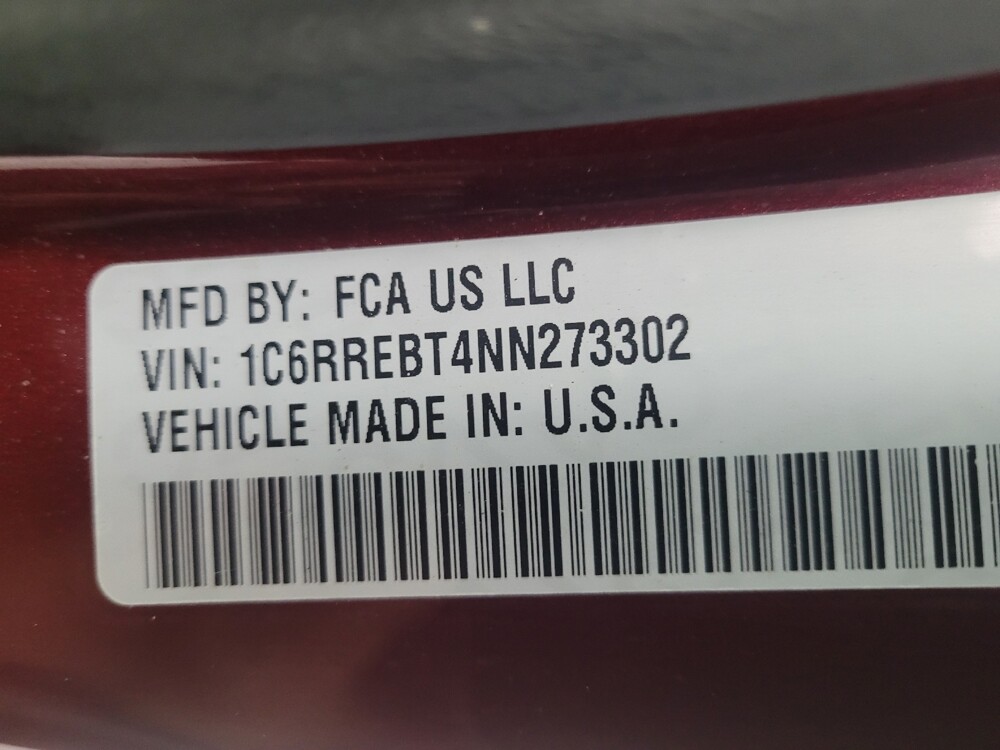 MFD BY: FCA US LLC
VIN: 1C6RREBT4NN273302
VEHICLE MADE IN: U.S.A.